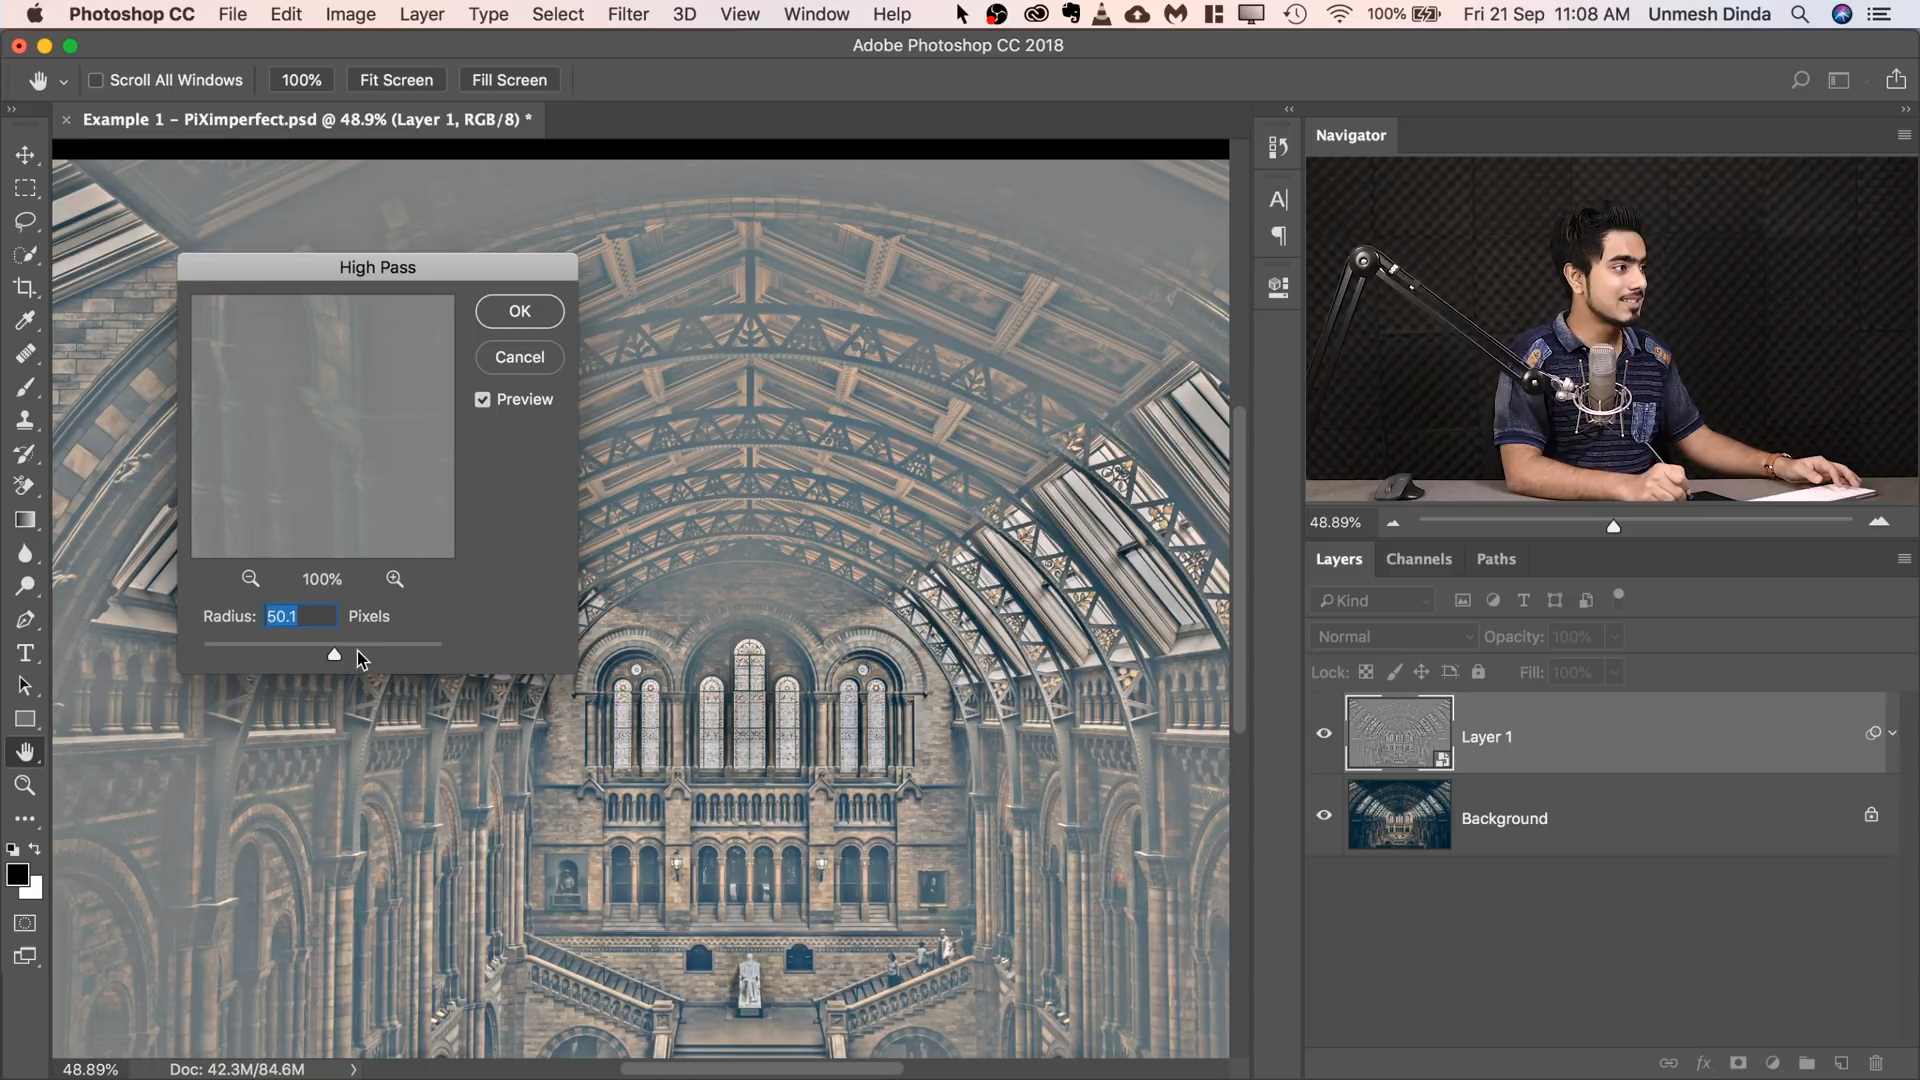 Photoshop CC File Edit Image Layer Type Select Filter 3D View Window Help 100% Fri 21 Sep 11:08 AM Unmesh Dinda
Adobe Photoshop CC 2018
Scroll All Windows 100% Fit Screen Fill Screen
Example 1 – PiXimperfect.psd @ 48.9% (Layer 1, RGB/8) *
Navigator
High Pass
OK
Cancel
Preview
100%
Radius: 50.1 Pixels
48.89%
Layers Channels Paths
Kind
Normal Opacity: 100%
Lock: Fill: 100%
Layer 1
Background
48.89% Doc: 42.3M/84.6M